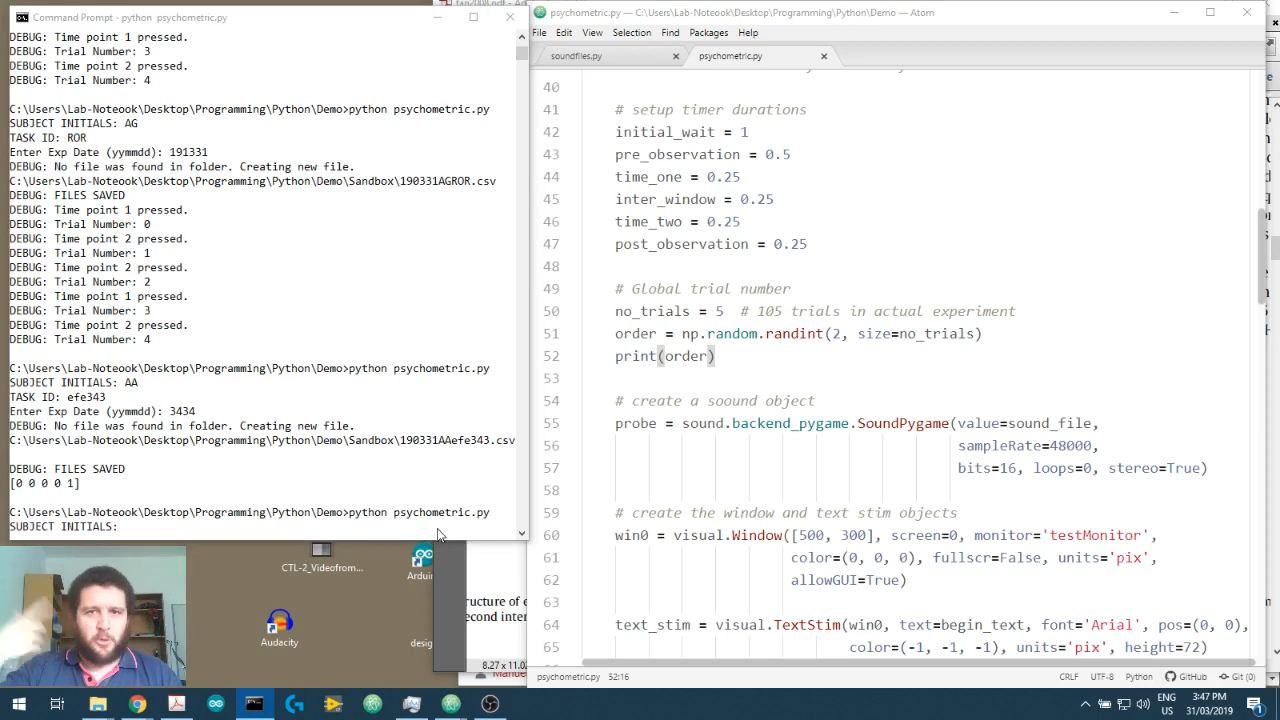 Command Prompt - python  psychometric.py
DEBUG: Time point 1 pressed.
DEBUG: Trial Number: 3
DEBUG: Time point 2 pressed.
DEBUG: Trial Number: 4
C:\Users\Lab-Noteook\Desktop\Programming\Python\Demo>python psychometric.py
SUBJECT INITIALS: AG
TASK ID: ROR
Enter Exp Date (yymmdd): 191331
DEBUG: No file was found in folder. Creating new file.
C:\Users\Lab-Noteook\Desktop\Programming\Python\Demo\Sandbox\190331AGROR.csv
DEBUG: FILES SAVED
DEBUG: Time point 1 pressed.
DEBUG: Trial Number: 0
DEBUG: Time point 2 pressed.
DEBUG: Trial Number: 1
DEBUG: Time point 2 pressed.
DEBUG: Trial Number: 2
DEBUG: Time point 1 pressed.
DEBUG: Trial Number: 3
DEBUG: Time point 2 pressed.
DEBUG: Trial Number: 4
C:\Users\Lab-Noteook\Desktop\Programming\Python\Demo>python psychometric.py
SUBJECT INITIALS: AA
TASK ID: efe343
Enter Exp Date (yymmdd): 3434
DEBUG: No file was found in folder. Creating new file.
C:\Users\Lab-Noteook\Desktop\Programming\Python\Demo\Sandbox\190331AAefe343.csv
DEBUG: FILES SAVED
[0 0 0 0 1]
C:\Users\Lab-Noteook\Desktop\Programming\Python\Demo>python psychometric.py
SUBJECT INITIALS:
psychometric.py — C:\Users\Lab-Noteook\Desktop\Programming\Python\Demo — Atom
File Edit View Selection Find Packages Help
soundfiles.py
psychometric.py
40
41 # setup timer durations
42 initial_wait = 1
43 pre_observation = 0.5
44 time_one = 0.25
45 inter_window = 0.25
46 time_two = 0.25
47 post_observation = 0.25
48
49 # Global trial number
50 no_trials = 5  # 105 trials in actual experiment
51 order = np.random.randint(2, size=no_trials)
52 print(order)
53
54 # create a soound object
55 probe = sound.backend_pygame.SoundPygame(value=sound_file,
56 sampleRate=48000,
57 bits=16, loops=0, stereo=True)
58
59 # create the window and text stim objects
60 win0 = visual.Window([500, 300], screen=0, monitor='testMonitor',
61 color=(0, 0, 0), fullscr=False, units='pix',
62 allowGUI=True)
63
64 text_stim = visual.TextStim(win0, text=begin_text, font='Arial', pos=(0, 0),
65 color=(-1, -1, -1), units='pix', height=72)
psychometric.py 52:16
CRLF UTF-8 Python GitHub Git (0)
CTL-2_Videofrom...
Arduin
Audacity
desig
ructure of e
econd inter
8.27 x 11.0
Manuel
ENG
US
3:47 PM
31/03/2019